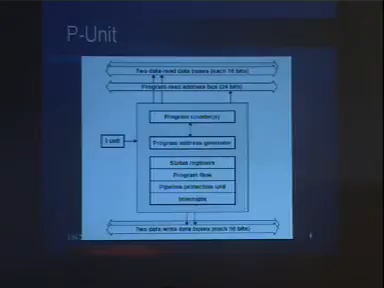 P-Unit
Two data-read data buses (each 16 bits)
Program-read address bus (24 bits)
Program counter(s)
I unit
Program address generator
Status registers
Program flow
Pipeline protection unit
Interrupts
Two data-write data buses (each 16 bits)